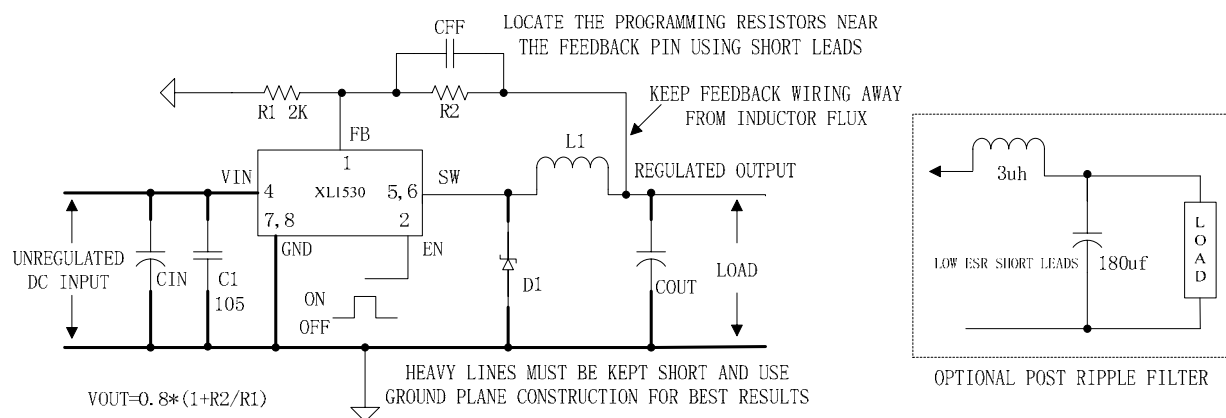 CFF
LOCATE THE PROGRAMMING RESISTORS NEAR
THE FEEDBACK PIN USING SHORT LEADS
R1 2K
R2
KEEP FEEDBACK WIRING AWAY
FROM INDUCTOR FLUX
FB
L1
1
VIN
SW
REGULATED OUTPUT
4
XL1530
5,6
7,8
2
GND
EN
UNREGULATED
DC INPUT
CIN
C1
105
ON
OFF
D1
COUT
LOAD
VOUT=0.8*(1+R2/R1)
HEAVY LINES MUST BE KEPT SHORT AND USE
GROUND PLANE CONSTRUCTION FOR BEST RESULTS
3uh
LOW ESR SHORT LEADS
180uf
LOAD
OPTIONAL POST RIPPLE FILTER